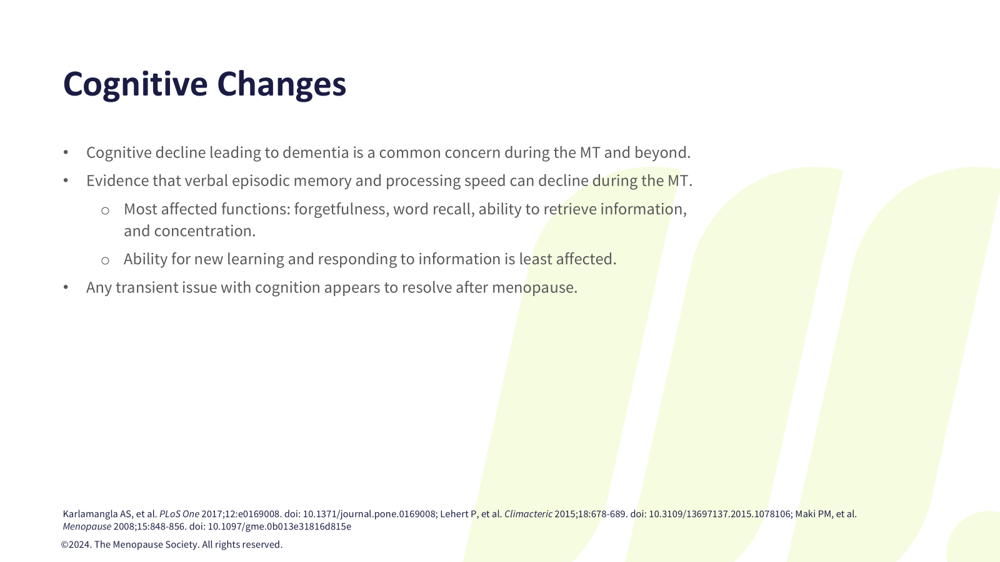 Cognitive Changes
• Cognitive decline leading to dementia is a common concern during the MT and beyond.
• Evidence that verbal episodic memory and processing speed can decline during the MT.
o Most affected functions: forgetfulness, word recall, ability to retrieve information,
and concentration.
o Ability for new learning and responding to information is least affected.
• Any transient issue with cognition appears to resolve after menopause.
Karlamangla AS, et al. PLoS One 2017;12:e0169008. doi: 10.1371/journal.pone.0169008; Lehert P, et al. Climacteric 2015;18:678-689. doi: 10.3109/13697137.2015.1078106; Maki PM, et al.
Menopause 2008;15:848-856. doi: 10.1097/gme.0b013e31816d815e
©2024. The Menopause Society. All rights reserved.